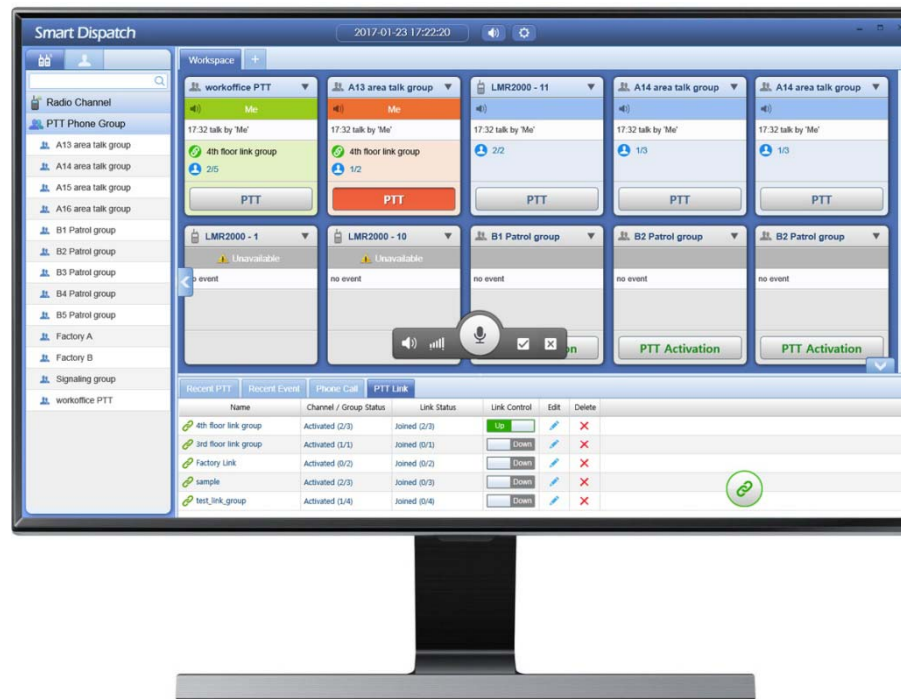 Smart Dispatch
2017-01-23 17:22:20
Workspace +
Radio Channel
PTT Phone Group
A13 area talk group
A14 area talk group
A15 area talk group
A16 area talk group
B1 Patrol group
B2 Patrol group
B3 Patrol group
B4 Patrol group
B5 Patrol group
Factory A
Factory B
Signaling group
workoffice PTT
workoffice PTT
Me
17:32 talk by 'Me'
4th floor link group
2/5
PTT
A13 area talk group
Me
17:32 talk by 'Me'
4th floor link group
1/2
PTT
LMR2000 - 11
17:32 talk by 'Me'
2/2
PTT
A14 area talk group
17:32 talk by 'Me'
1/3
PTT
A14 area talk group
17:32 talk by 'Me'
1/3
PTT
LMR2000 - 1
Unavailable
event
LMR2000 - 10
Unavailable
no event
B1 Patrol group
no event
B2 Patrol group
no event
PTT Activation
B2 Patrol group
no event
PTT Activation
Recent PTT Recent Event Phone Call PTT Link
Name Channel / Group Status Link Status Link Control Edit Delete
4th floor link group Activated (2/3) Joined (2/3) Up
3rd floor link group Activated (1/1) Joined (0/1) Down
Factory Link Activated (0/2) Joined (0/2) Down
sample Activated (2/3) Joined (0/3) Down
test_link_group Activated (1/4) Joined (0/4) Down